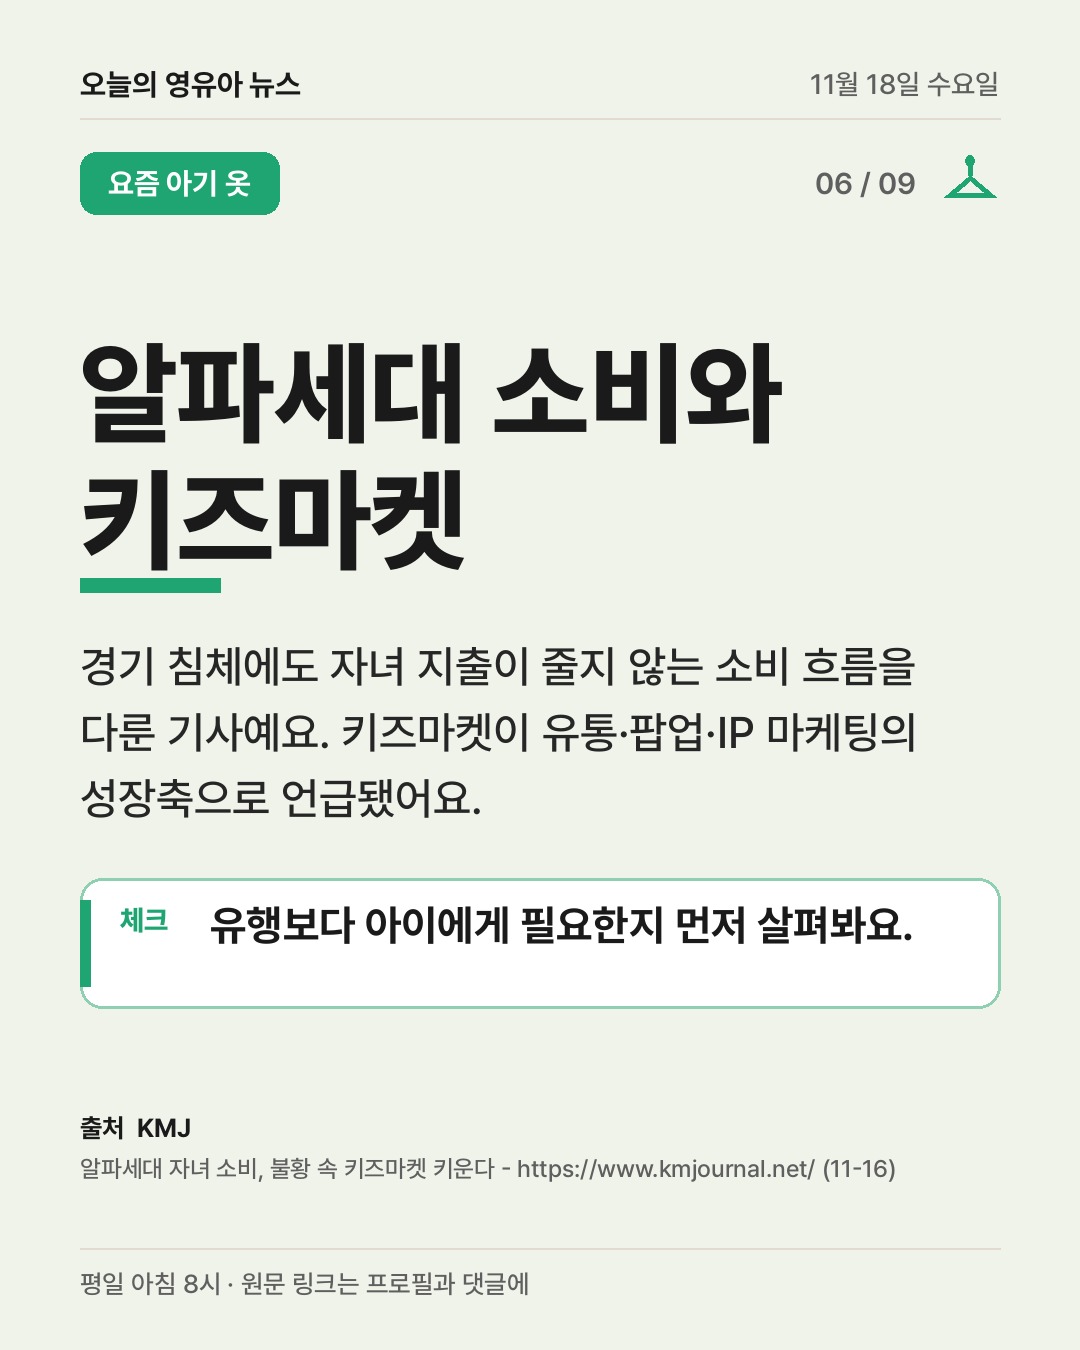 오늘의 영유아 뉴스
11월 18일 수요일
요즘 아기 옷
06 / 09
알파세대 소비와
키즈마켓
경기 침체에도 자녀 지출이 줄지 않는 소비 흐름을
다룬 기사예요. 키즈마켓이 유통·팝업·IP 마케팅의
성장축으로 언급됐어요.
체크
유행보다 아이에게 필요한지 먼저 살펴봐요.
출처 KMJ
알파세대 자녀 소비, 불황 속 키즈마켓 키운다 - https://www.kmjournal.net/ (11-16)
평일 아침 8시 · 원문 링크는 프로필과 댓글에